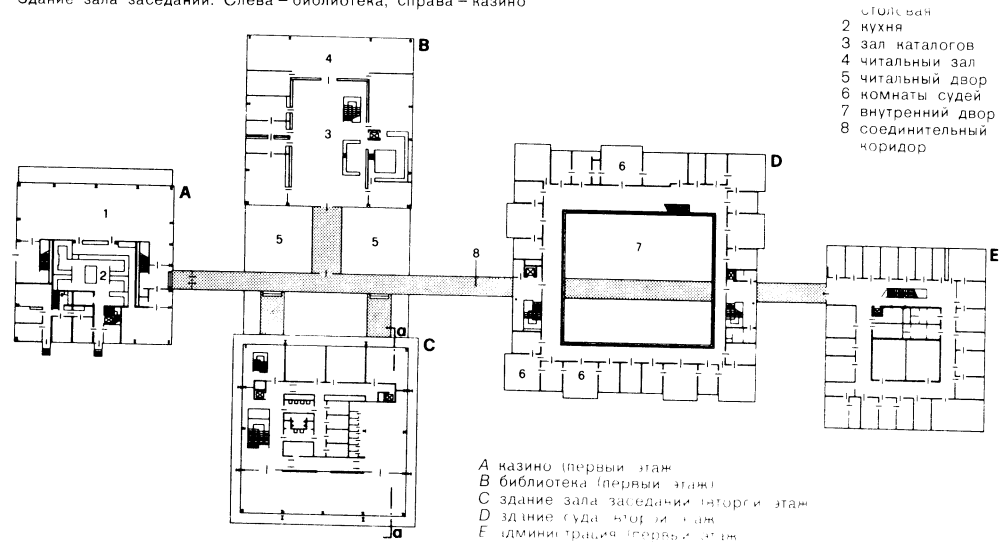 Здание зала заседаний. Слева – библиотека, справа – казино
столовая
2 кухня
3 зал каталогов
4 читальный зал
5 читальный двор
6 комнаты судей
7 внутренний двор
8 соединительный
коридор
B
4
3
A
1
2
5
5
8
D
6
7
6
6
E
a
C
a
A казино (первый этаж
B библиотека (первый этаж)
C здание зала заседаний (второй этаж
D здание суда второй этаж
E администрация (первый этаж